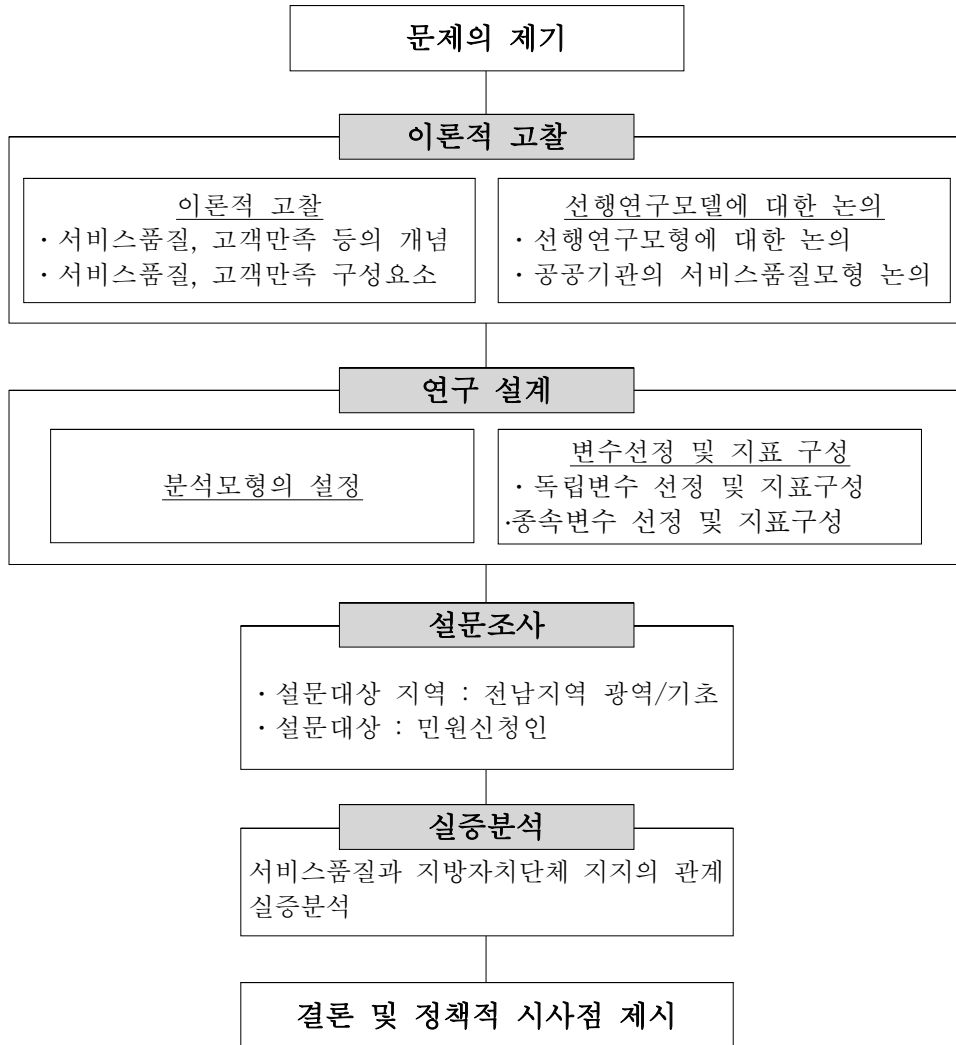 문제의 제기
이론적 고찰
이론적 고찰
· 서비스품질, 고객만족 등의 개념
· 서비스품질, 고객만족 구성요소
선행연구모델에 대한 논의
· 선행연구모형에 대한 논의
· 공공기관의 서비스품질모형 논의
연구 설계
분석모형의 설정
변수선정 및 지표 구성
· 독립변수 선정 및 지표구성
·종속변수 선정 및 지표구성
설문조사
· 설문대상 지역 : 전남지역 광역/기초
· 설문대상 : 민원신청인
실증분석
서비스품질과 지방자치단체 지지의 관계
실증분석
결론 및 정책적 시사점 제시